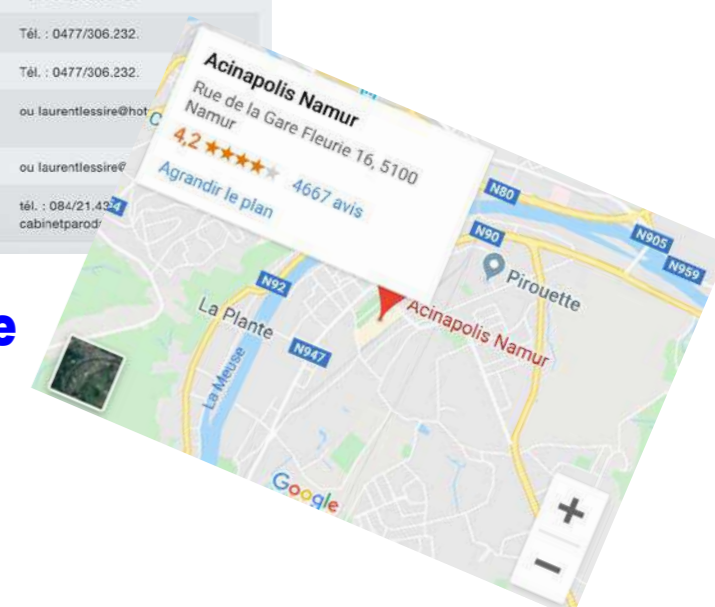 Tél. : 0477/306.232.
Tél. : 0477/306.232.
ou laurentlessire@hot
ou laurentlessire@
tél. : 084/21.43
cabinetparod
e
Acinapolis Namur
Rue de la Gare Fleurie 16, 5100
Namur
4,2 4667 avis
Agrandir le plan
N80
N905
N90
N959
Pirouette
N92
La Plante
Acinapolis Namur
N947
La Meuse
Google
+
−